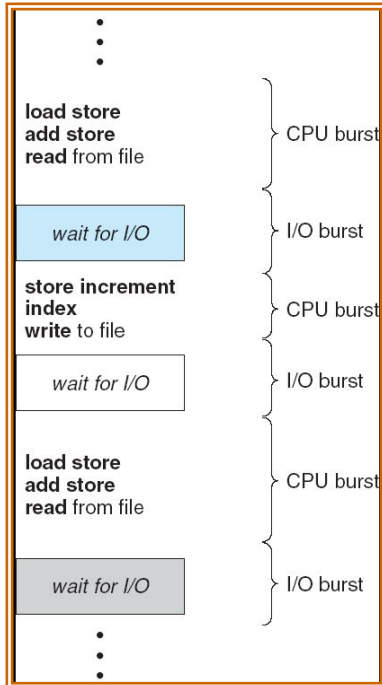 load store
add store
read from file
CPU burst
wait for I/O
I/O burst
store increment
index
write to file
CPU burst
wait for I/O
I/O burst
load store
add store
read from file
CPU burst
wait for I/O
I/O burst